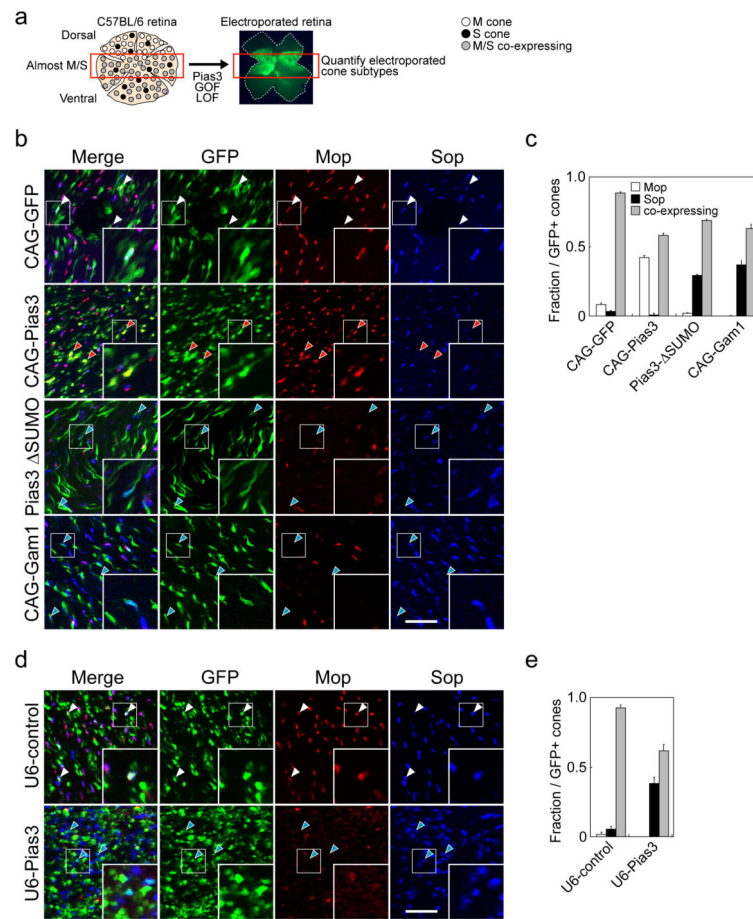 a
C57BL/6 retina
Electroporated retina
M cone
S cone
M/S co-expressing
Dorsal
Almost M/S
Ventral
Pias3
GOF
LOF
Quantify electroporated
cone subtypes
b
Merge GFP Mop Sop
CAG-GFP
CAG-Pias3
Pias3 ΔSUMO
CAG-Gam1
c
Mop
Sop
co-expressing
Fraction / GFP+ cones
1.0
0.5
0
CAG-GFP
CAG-Pias3
Pias3-ΔSUMO
CAG-Gam1
d
Merge GFP Mop Sop
U6-control
U6-Pias3
e
Fraction / GFP+ cones
1.0
0.5
0
U6-control
U6-Pias3